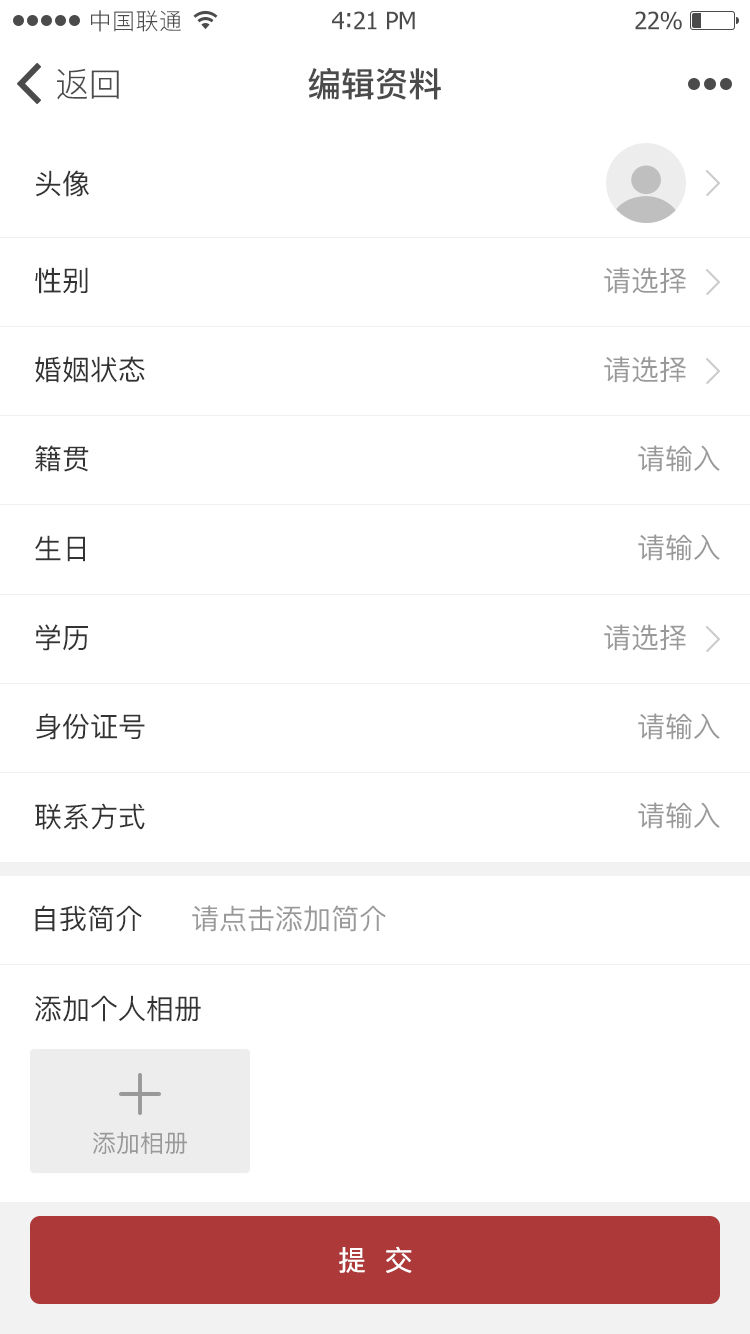 中国联通 4:21 PM 22%
返回 编辑资料
头像
性别 请选择
婚姻状态 请选择
籍贯 请输入
生日 请输入
学历 请选择
身份证号 请输入
联系方式 请输入
自我简介 请点击添加简介
添加个人相册
添加相册
提 交